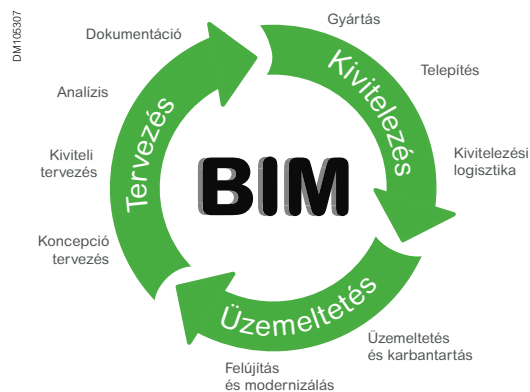 DM105307
Dokumentáció
Analízis
Kiviteli
tervezés
Koncepció
tervezés
Tervezés
Gyártás
Telepítés
Kivitelezési
logisztika
Kivitelezés
BIM
Üzemeltetés
Üzemeltetés
és karbantartás
Felújítás
és modernizálás